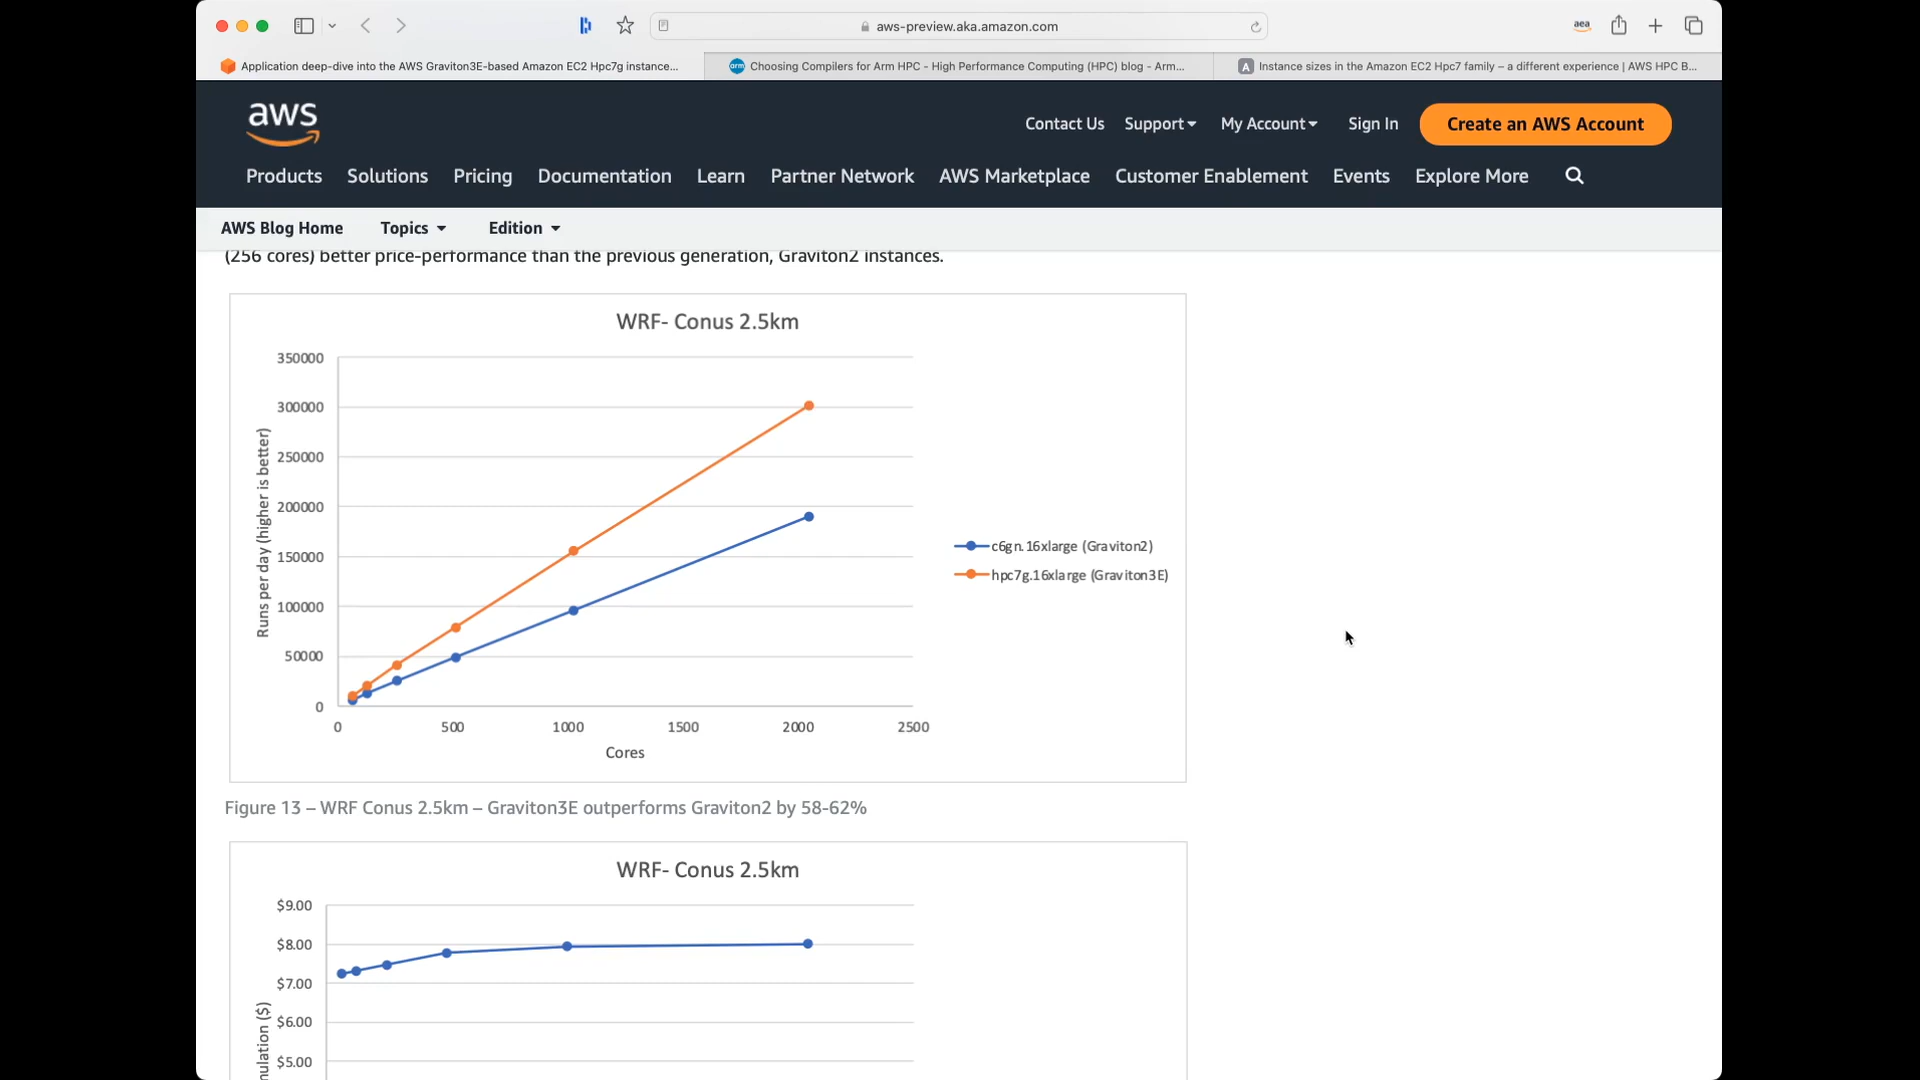 aws-preview.aka.amazon.com
aea
Application deep-dive into the AWS Graviton3E-based Amazon EC2 Hpc7g instance...
arm
Choosing Compilers for Arm HPC - High Performance Computing (HPC) blog - Arm...
A
Instance sizes in the Amazon EC2 Hpc7 family – a different experience | AWS HPC B...
aws
Contact Us
Support
My Account
Sign In
Create an AWS Account
Products
Solutions
Pricing
Documentation
Learn
Partner Network
AWS Marketplace
Customer Enablement
Events
Explore More
AWS Blog Home
Topics
Edition
(256 cores) better price-performance than the previous generation, Graviton2 instances.
WRF- Conus 2.5km
Runs per day (higher is better)
350000
300000
250000
200000
150000
100000
50000
0
0
500
1000
1500
2000
2500
Cores
c6gn.16xlarge (Graviton2)
hpc7g.16xlarge (Graviton3E)
Figure 13 – WRF Conus 2.5km – Graviton3E outperforms Graviton2 by 58-62%
WRF- Conus 2.5km
$9.00
$8.00
$7.00
$6.00
$5.00
mulation ($)